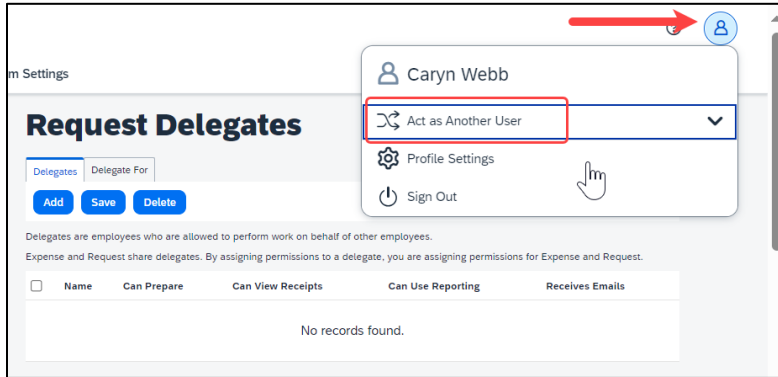 Caryn Webb
m Settings
Act as Another User
Request Delegates
Profile Settings
Delegates Delegate For
Sign Out
Add Save Delete
Delegates are employees who are allowed to perform work on behalf of other employees.
Expense and Request share delegates. By assigning permissions to a delegate, you are assigning permissions for Expense and Request.
Name Can Prepare Can View Receipts Can Use Reporting Receives Emails
No records found.